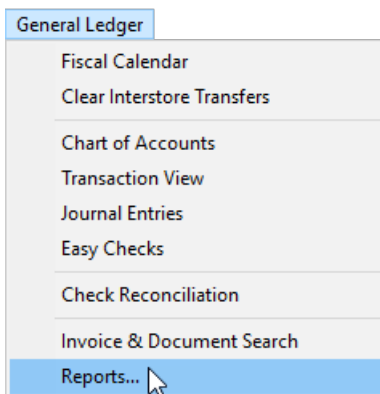 General Ledger
Fiscal Calendar
Clear Interstore Transfers
Chart of Accounts
Transaction View
Journal Entries
Easy Checks
Check Reconciliation
Invoice & Document Search
Reports...